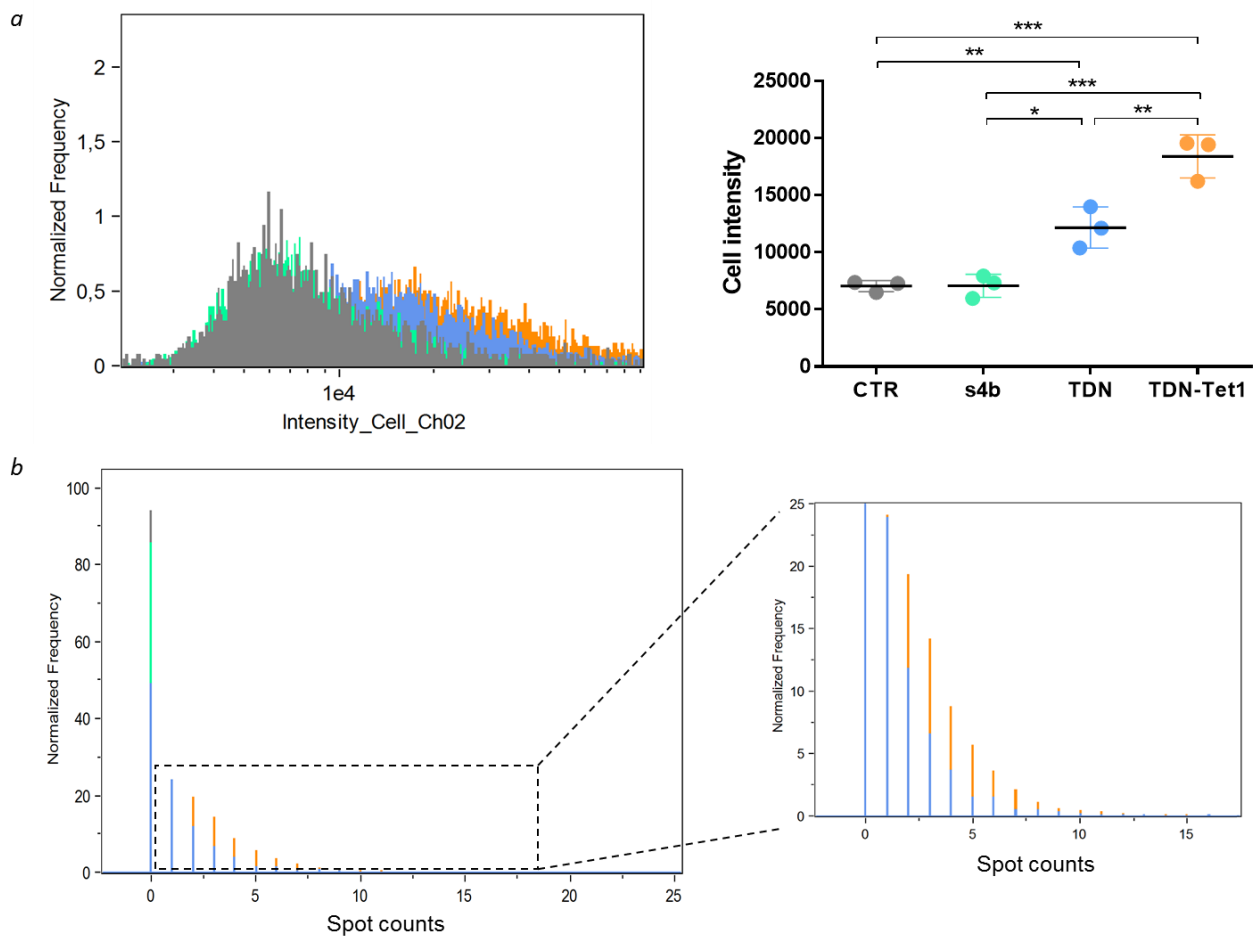 a
Normalized Frequency
2
1,5
1
0,5
0
1e4
Intensity_Cell_Ch02
***
**
***
*
**
Cell intensity
25000
20000
15000
10000
5000
0
CTR
s4b
TDN
TDN-Tet1
b
Normalized Frequency
100
80
60
40
20
0
0
5
10
15
20
25
Spot counts
Normalized Frequency
25
20
15
10
5
0
0
5
10
15
Spot counts